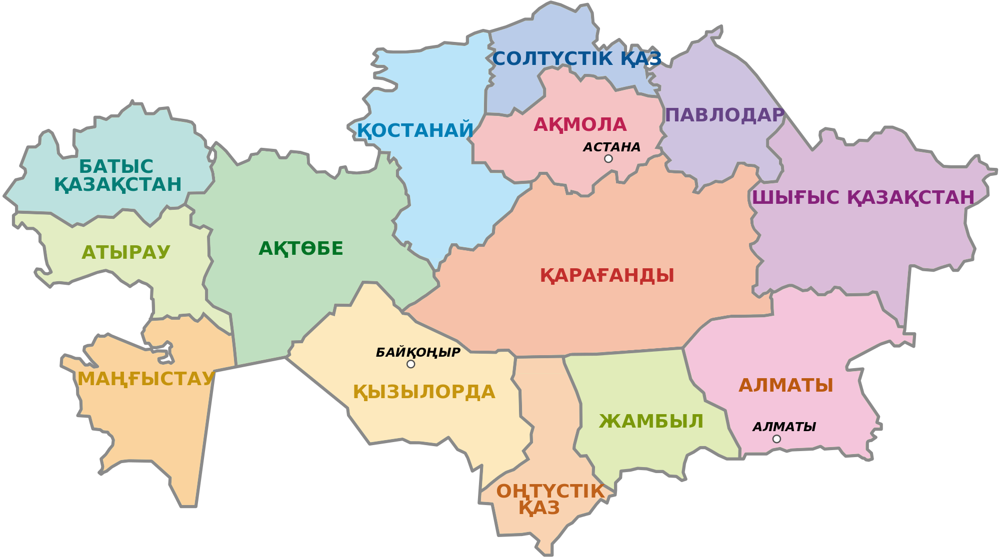 СОЛТҮСТІК ҚАЗ
ПАВЛОДАР
АҚМОЛА
ҚОСТАНАЙ
АСТАНА
БАТЫС
ҚАЗАҚСТАН
ШЫҒЫС ҚАЗАҚСТАН
АТЫРАУ
АҚТӨБЕ
ҚАРАҒАНДЫ
БАЙҚОҢЫР
МАҢҒЫСТАУ
ҚЫЗЫЛОРДА
АЛМАТЫ
ЖАМБЫЛ
АЛМАТЫ
ОҢТҮСТІК
ҚАЗ